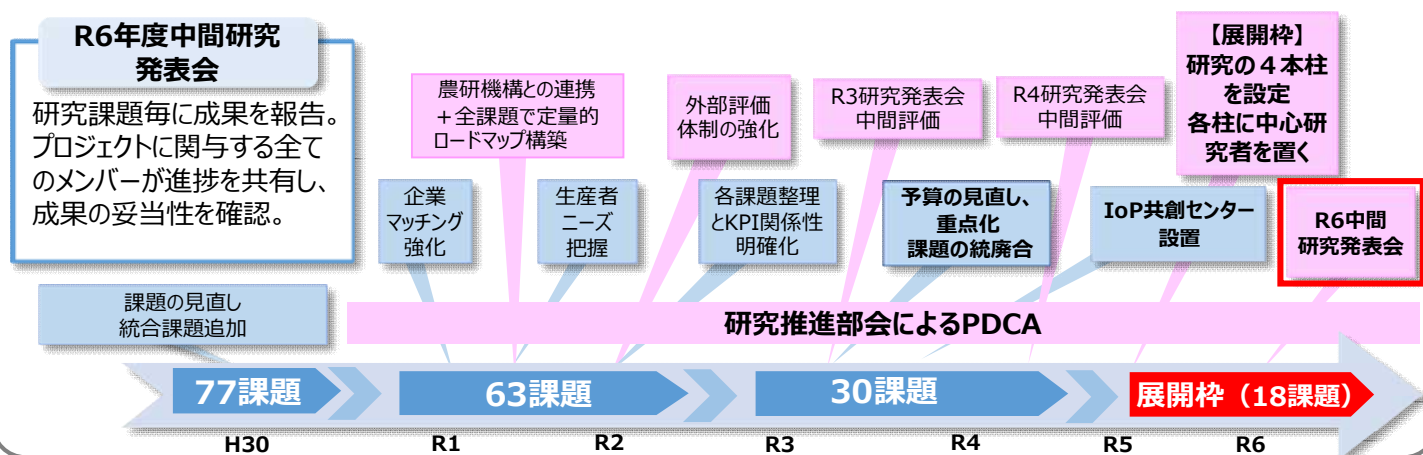 R6年度中間研究
発表会
研究課題毎に成果を報告。
プロジェクトに関与する全て
のメンバーが進捗を共有し、
成果の妥当性を確認。
農研機構との連携
＋全課題で定量的
ロードマップ構築
外部評価
体制の強化
R3研究発表会
中間評価
R4研究発表会
中間評価
【展開枠】
研究の４本柱
を設定
各柱に中心研
究者を置く
企業
マッチング
強化
生産者
ニーズ
把握
各課題整理
とKPI関係性
明確化
予算の見直し、
重点化
課題の統廃合
IoP共創センター
設置
R6中間
研究発表会
課題の見直し
統合課題追加
研究推進部会によるPDCA
77課題
63課題
30課題
展開枠（18課題）
H30
R1
R2
R3
R4
R5
R6